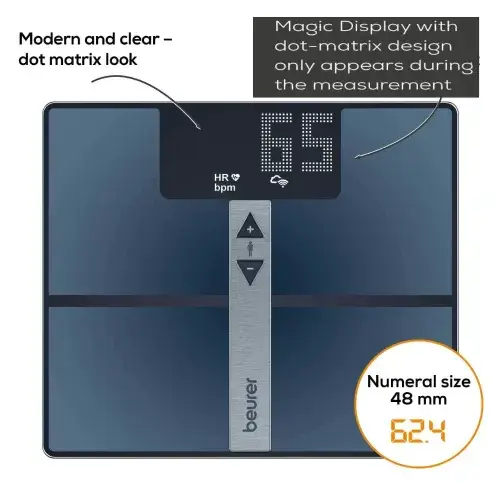 Modern and clear –
dot matrix look
Magic Display with
dot-matrix design
only appears during
the measurement
65
HR
bpm
+
–
beurer
Numeral size
48 mm
62.4